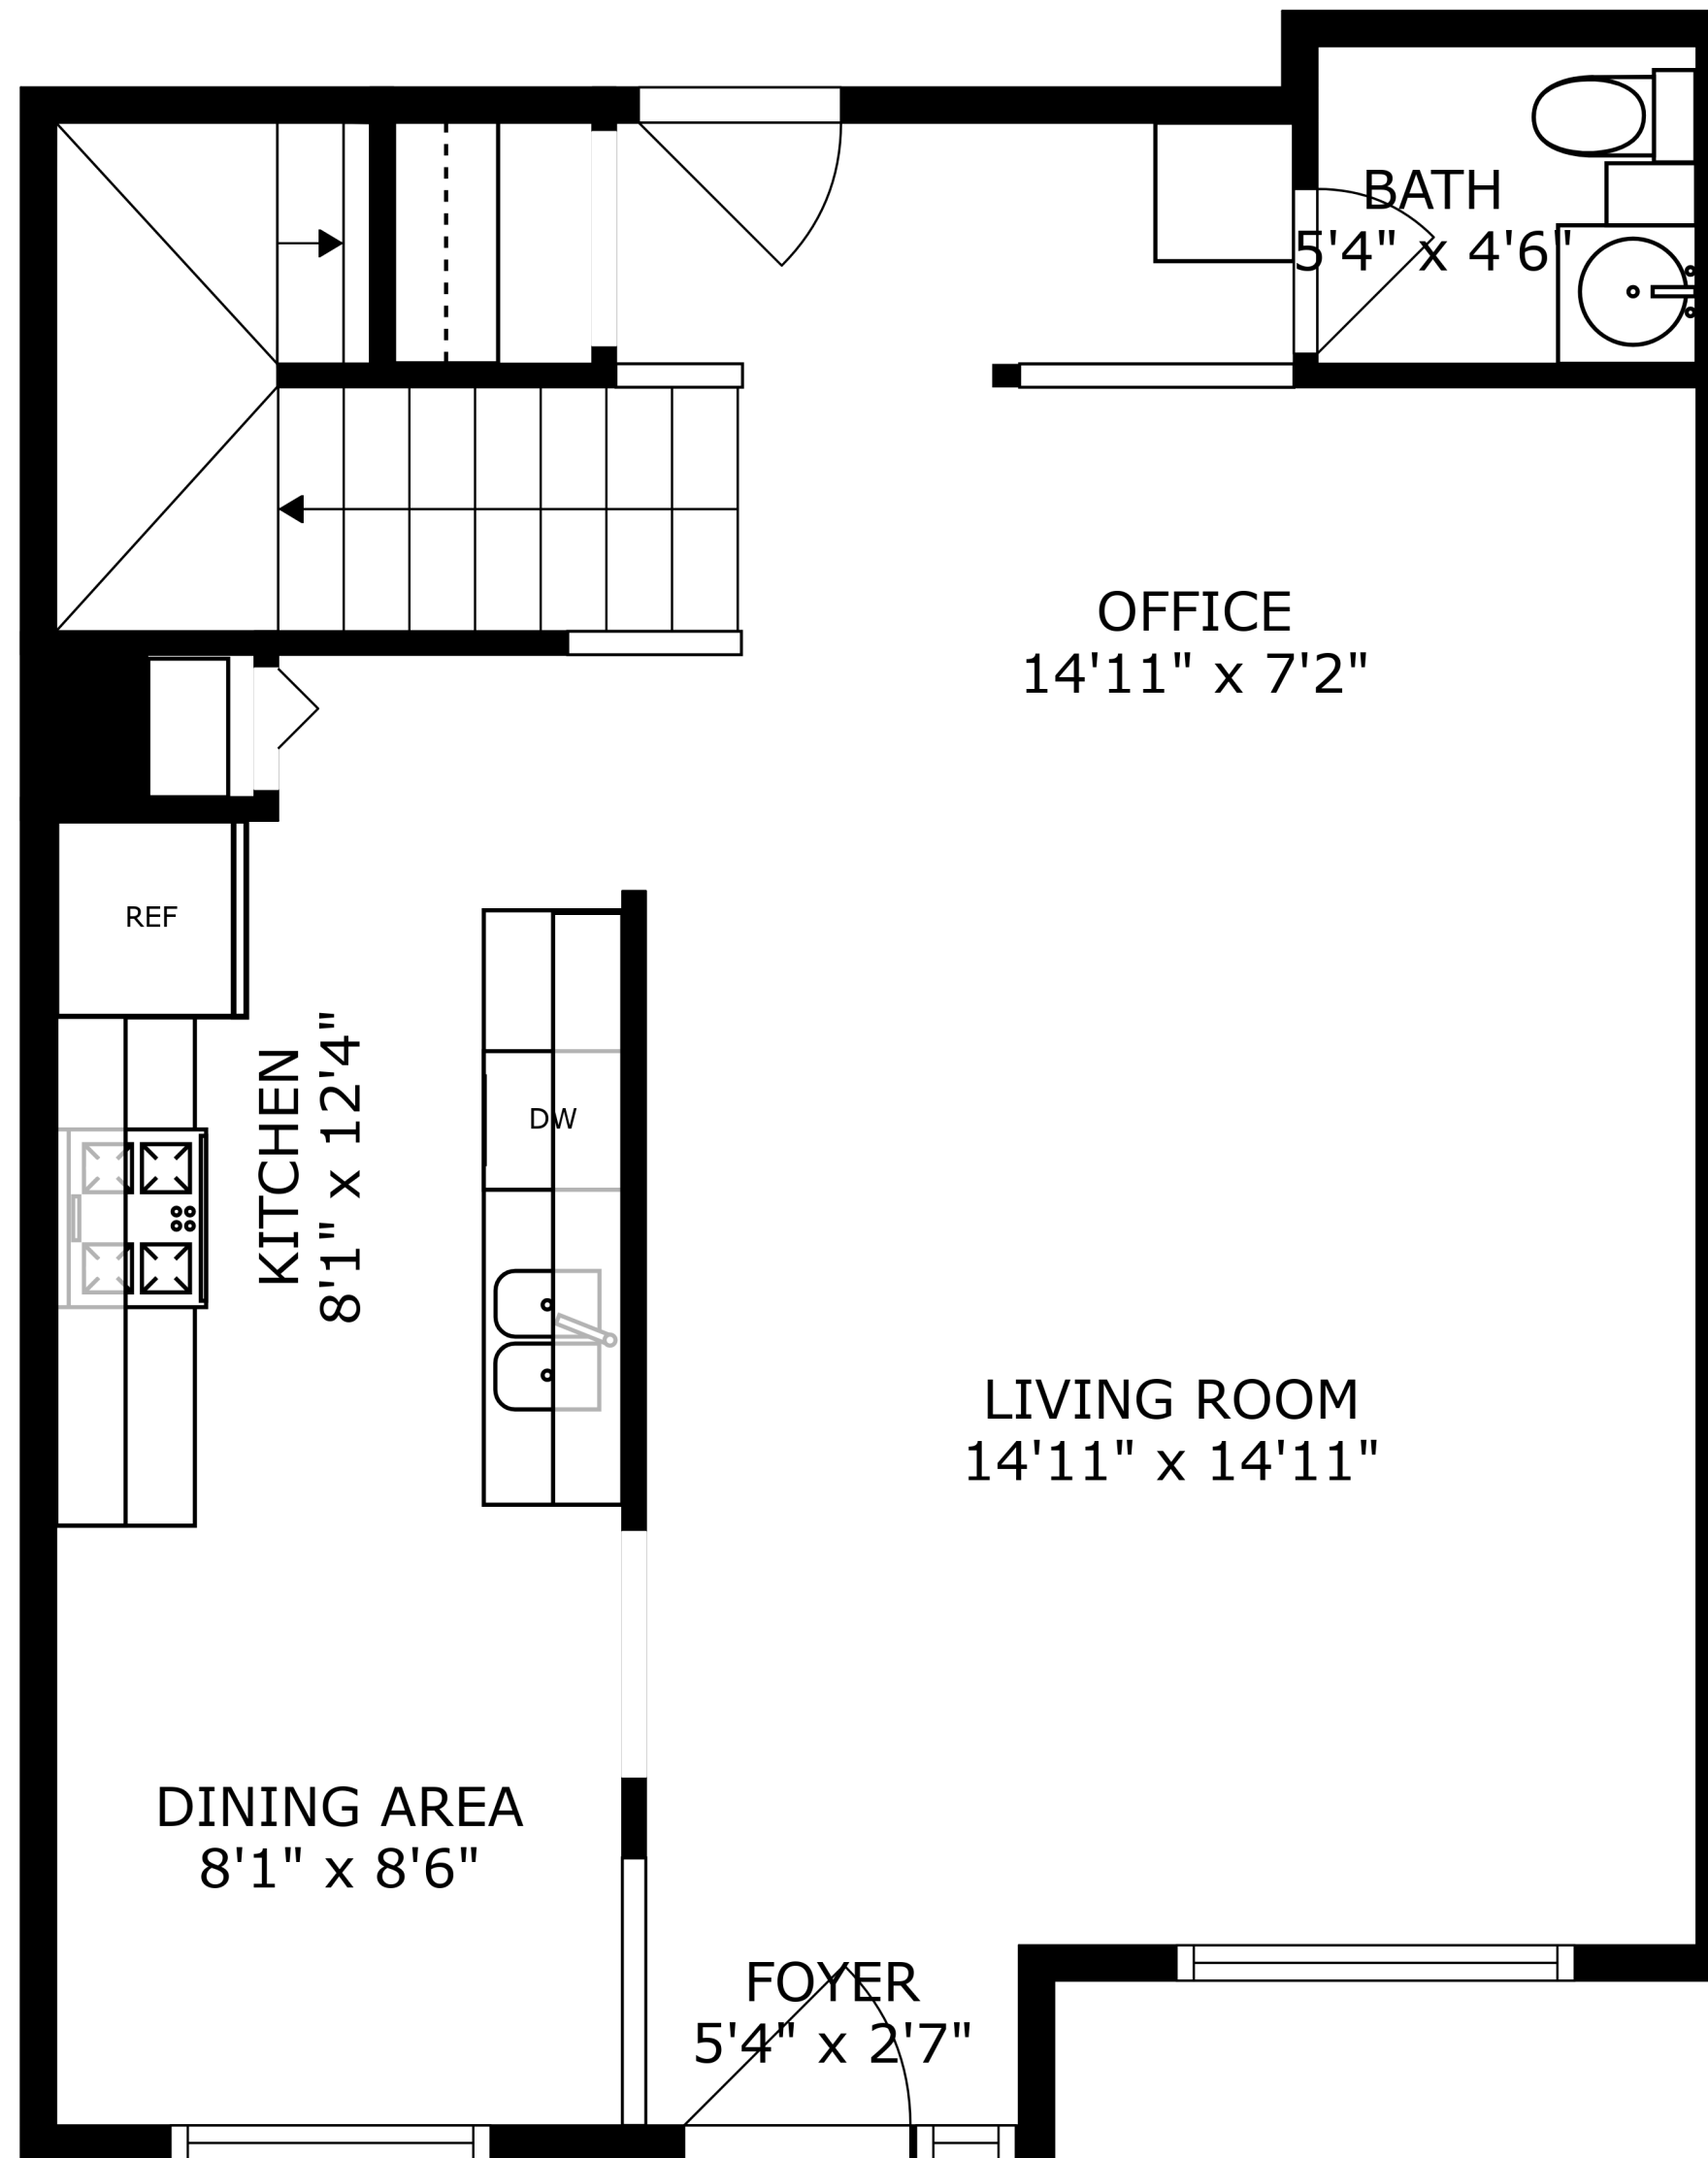 BATH
5'4" x 4'6"
OFFICE
14'11" x 7'2"
REF
KITCHEN
8'1" x 12'4"
DW
LIVING ROOM
14'11" x 14'11"
DINING AREA
8'1" x 8'6"
FOYER
5'4" x 2'7"